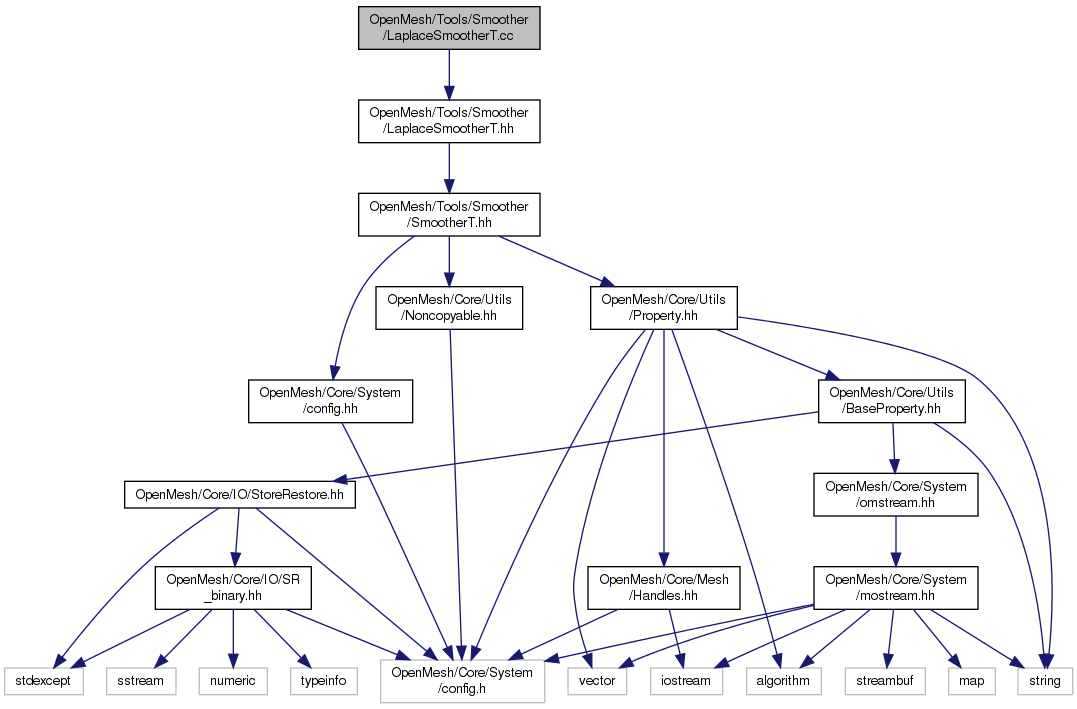 OpenMesh/Tools/Smoother
/LaplaceSmootherT.cc
OpenMesh/Tools/Smoother
/LaplaceSmootherT.hh
OpenMesh/Tools/Smoother
/SmootherT.hh
OpenMesh/Core/Utils
/Noncopyable.hh
OpenMesh/Core/Utils
/Property.hh
OpenMesh/Core/System
/config.hh
OpenMesh/Core/Utils
/BaseProperty.hh
OpenMesh/Core/IO/StoreRestore.hh
OpenMesh/Core/System
/omstream.hh
OpenMesh/Core/IO/SR
_binary.hh
OpenMesh/Core/Mesh
/Handles.hh
OpenMesh/Core/System
/mostream.hh
stdexcept
sstream
numeric
typeinfo
OpenMesh/Core/System
/config.h
vector
iostream
algorithm
streambuf
map
string